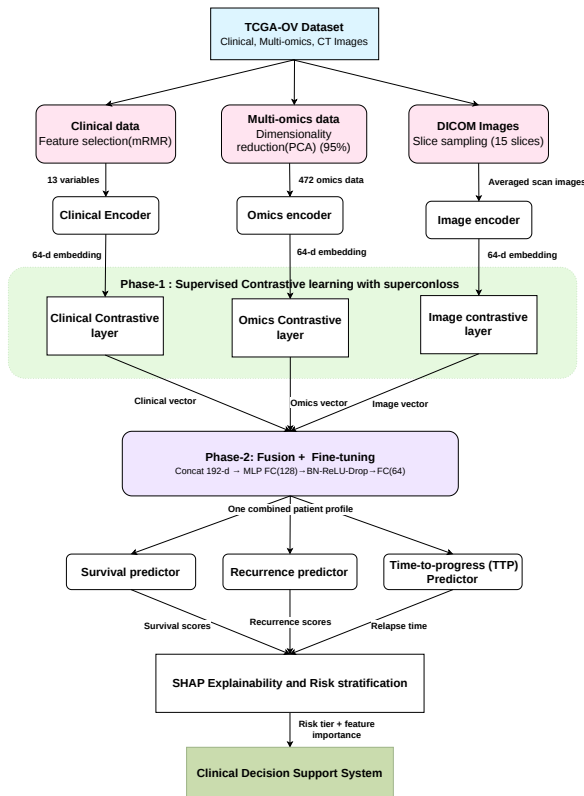 TCGA-OV Dataset
Clinical, Multi-omics, CT Images
Clinical data
Feature selection(mRMR)
Multi-omics data
Dimensionality
reduction(PCA) (95%)
DICOM Images
Slice sampling (15 slices)
13 variables
472 omics data
Averaged scan images
Clinical Encoder
Omics encoder
Image encoder
64-d embedding
64-d embedding
64-d embedding
Phase-1 : Supervised Contrastive learning with superconloss
Clinical Contrastive
layer
Omics Contrastive
layer
Image contrastive
layer
Clinical vector
Omics vector
Image vector
Phase-2: Fusion + Fine-tuning
Concat 192-d → MLP FC(128)→BN-ReLU-Drop→FC(64)
One combined patient profile
Survival predictor
Recurrence predictor
Time-to-progress (TTP)
Predictor
Survival scores
Recurrence scores
Relapse time
SHAP Explainability and Risk stratification
Risk tier + feature
importance
Clinical Decision Support System